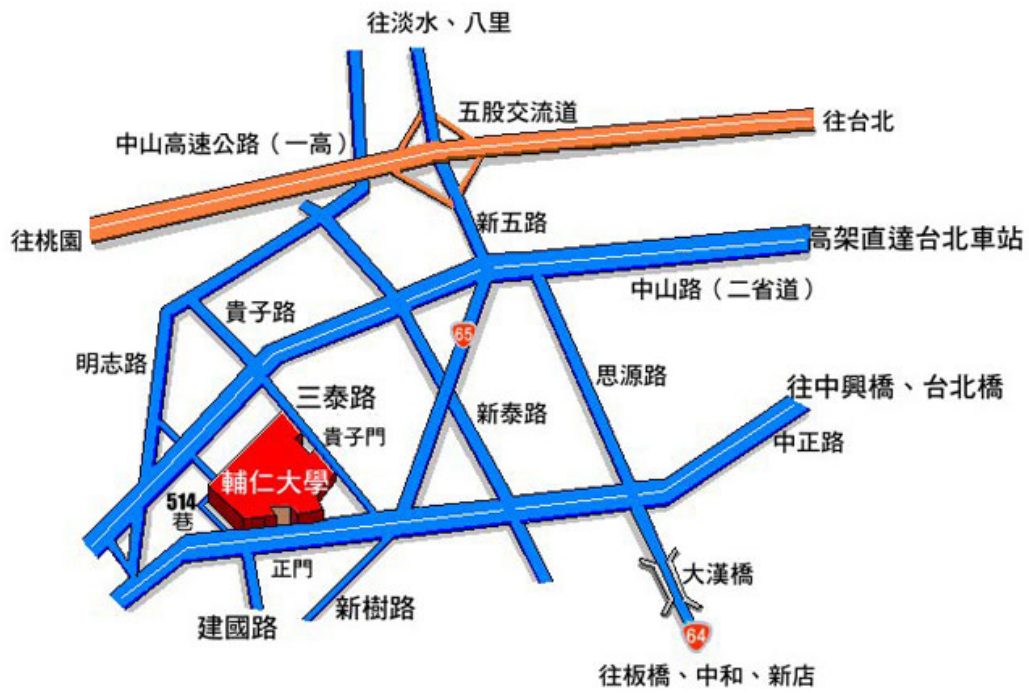 往淡水、八里
五股交流道
往台北
中山高速公路（一高）
往桃園
新五路
高架直達台北車站
中山路（二省道）
貴子路
65
明志路
思源路
往中興橋、台北橋
三泰路
新泰路
貴子門
中正路
輔仁大學
514
巷
正門
大漢橋
新樹路
建國路
64
往板橋、中和、新店